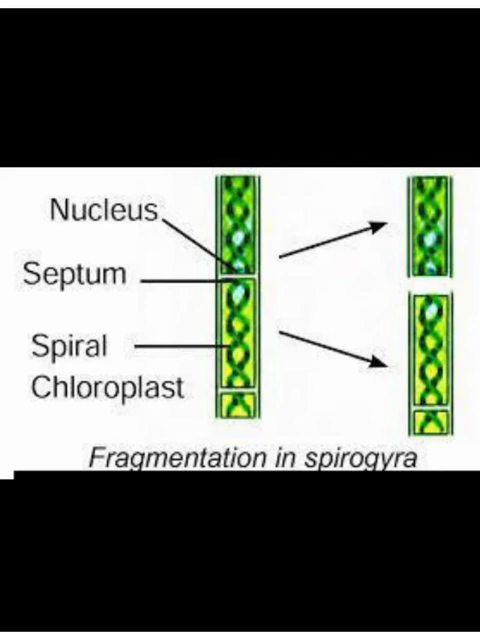 Nucleus
Septum
Spiral
Chloroplast
Fragmentation in spirogyra